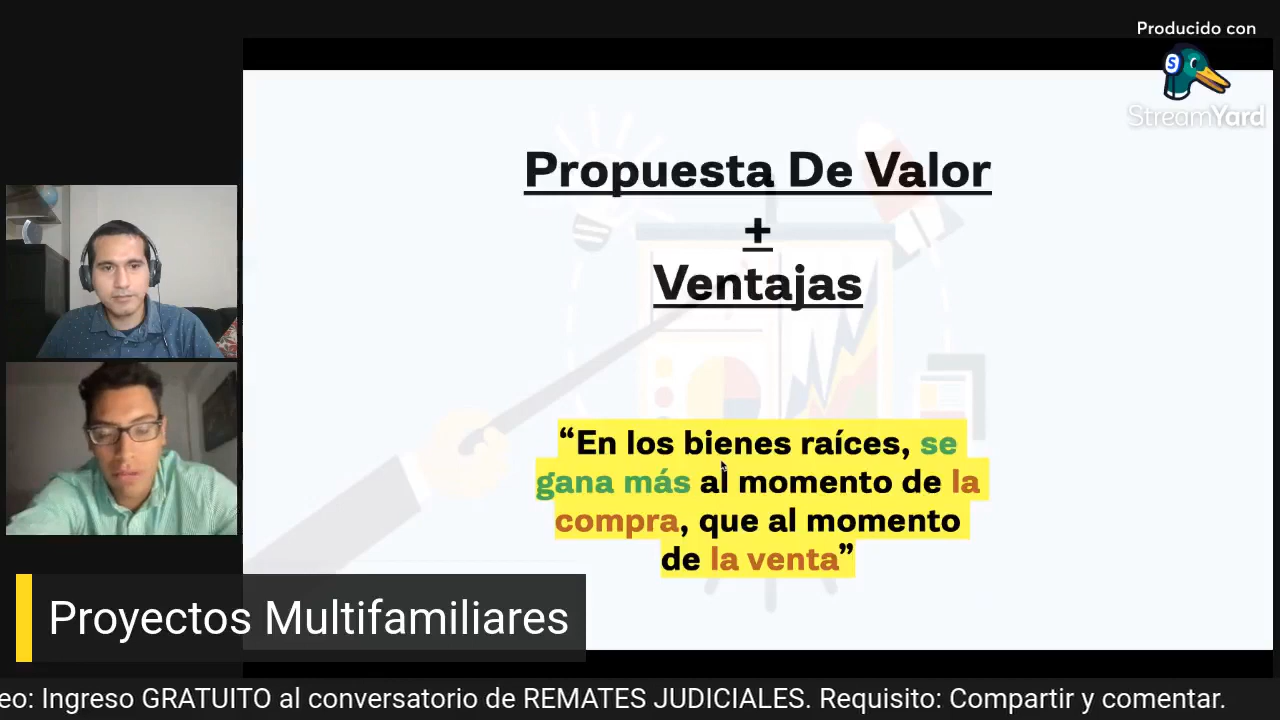 Producido con
StreamYard
Propuesta De Valor
+
Ventajas
“En los bienes raíces, se
gana más al momento de la
compra, que al momento
de la venta”
Proyectos Multifamiliares
eo: Ingreso GRATUITO al conversatorio de REMATES JUDICIALES. Requisito: Compartir y comentar.